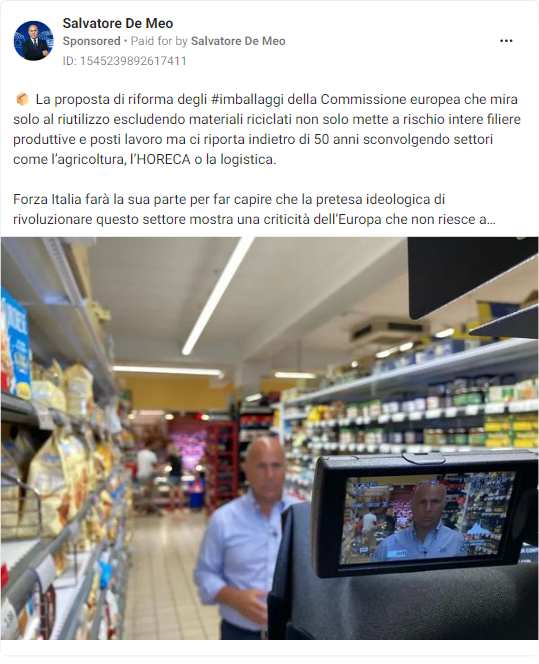 Salvatore De Meo
Sponsored • Paid for by Salvatore De Meo
ID: 1545239892617411
📦 La proposta di riforma degli #imballaggi della Commissione europea che mira
solo al riutilizzo escludendo materiali riciclati non solo mette a rischio intere filiere
produttive e posti lavoro ma ci riporta indietro di 50 anni sconvolgendo settori
come l'agricoltura, l'HORECA o la logistica.
Forza Italia farà la sua parte per far capire che la pretesa ideologica di
rivoluzionare questo settore mostra una criticità dell'Europa che non riesce a...